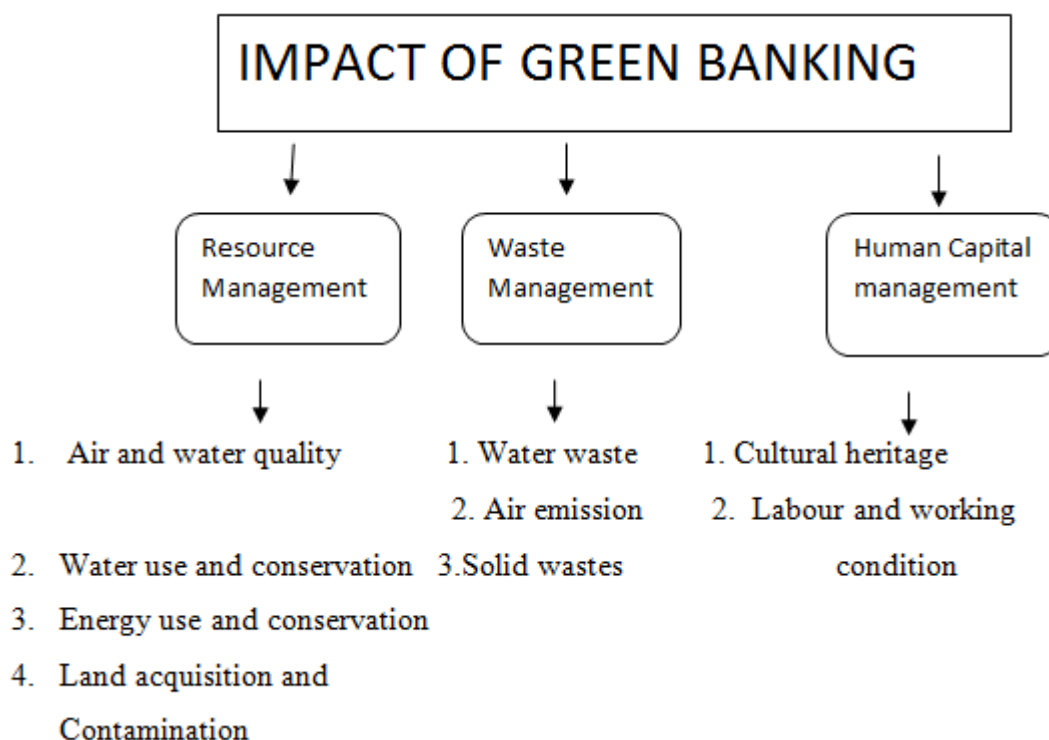 IMPACT OF GREEN BANKING
Resource
Management
Waste
Management
Human Capital
management
1. Air and water quality
2. Water use and conservation
3. Energy use and conservation
4. Land acquisition and
Contamination
1. Water waste
2. Air emission
3.Solid wastes
1. Cultural heritage
2. Labour and working
condition